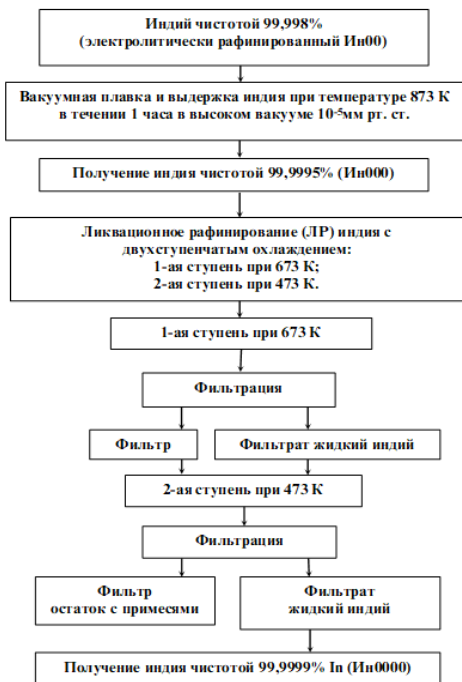 Индий чистотой 99,998%
(электролитически рафинированный Ин00)
Вакуумная плавка и выдержка индия при температуре 873 К
в течении 1 часа в высоком вакууме 10⁻⁵мм рт. ст.
Получение индия чистотой 99,9995% (Ин000)
Ликвационное рафинирование (ЛР) индия с
двухступенчатым охлаждением:
1-ая ступень при 673 К;
2-ая ступень при 473 К.
1-ая ступень при 673 К
Фильтрация
Фильтр
Фильтрат жидкий индий
2-ая ступень при 473 К
Фильтрация
Фильтр
остаток с примесями
Фильтрат
жидкий индий
Получение индия чистотой 99,9999% In (Ин0000)